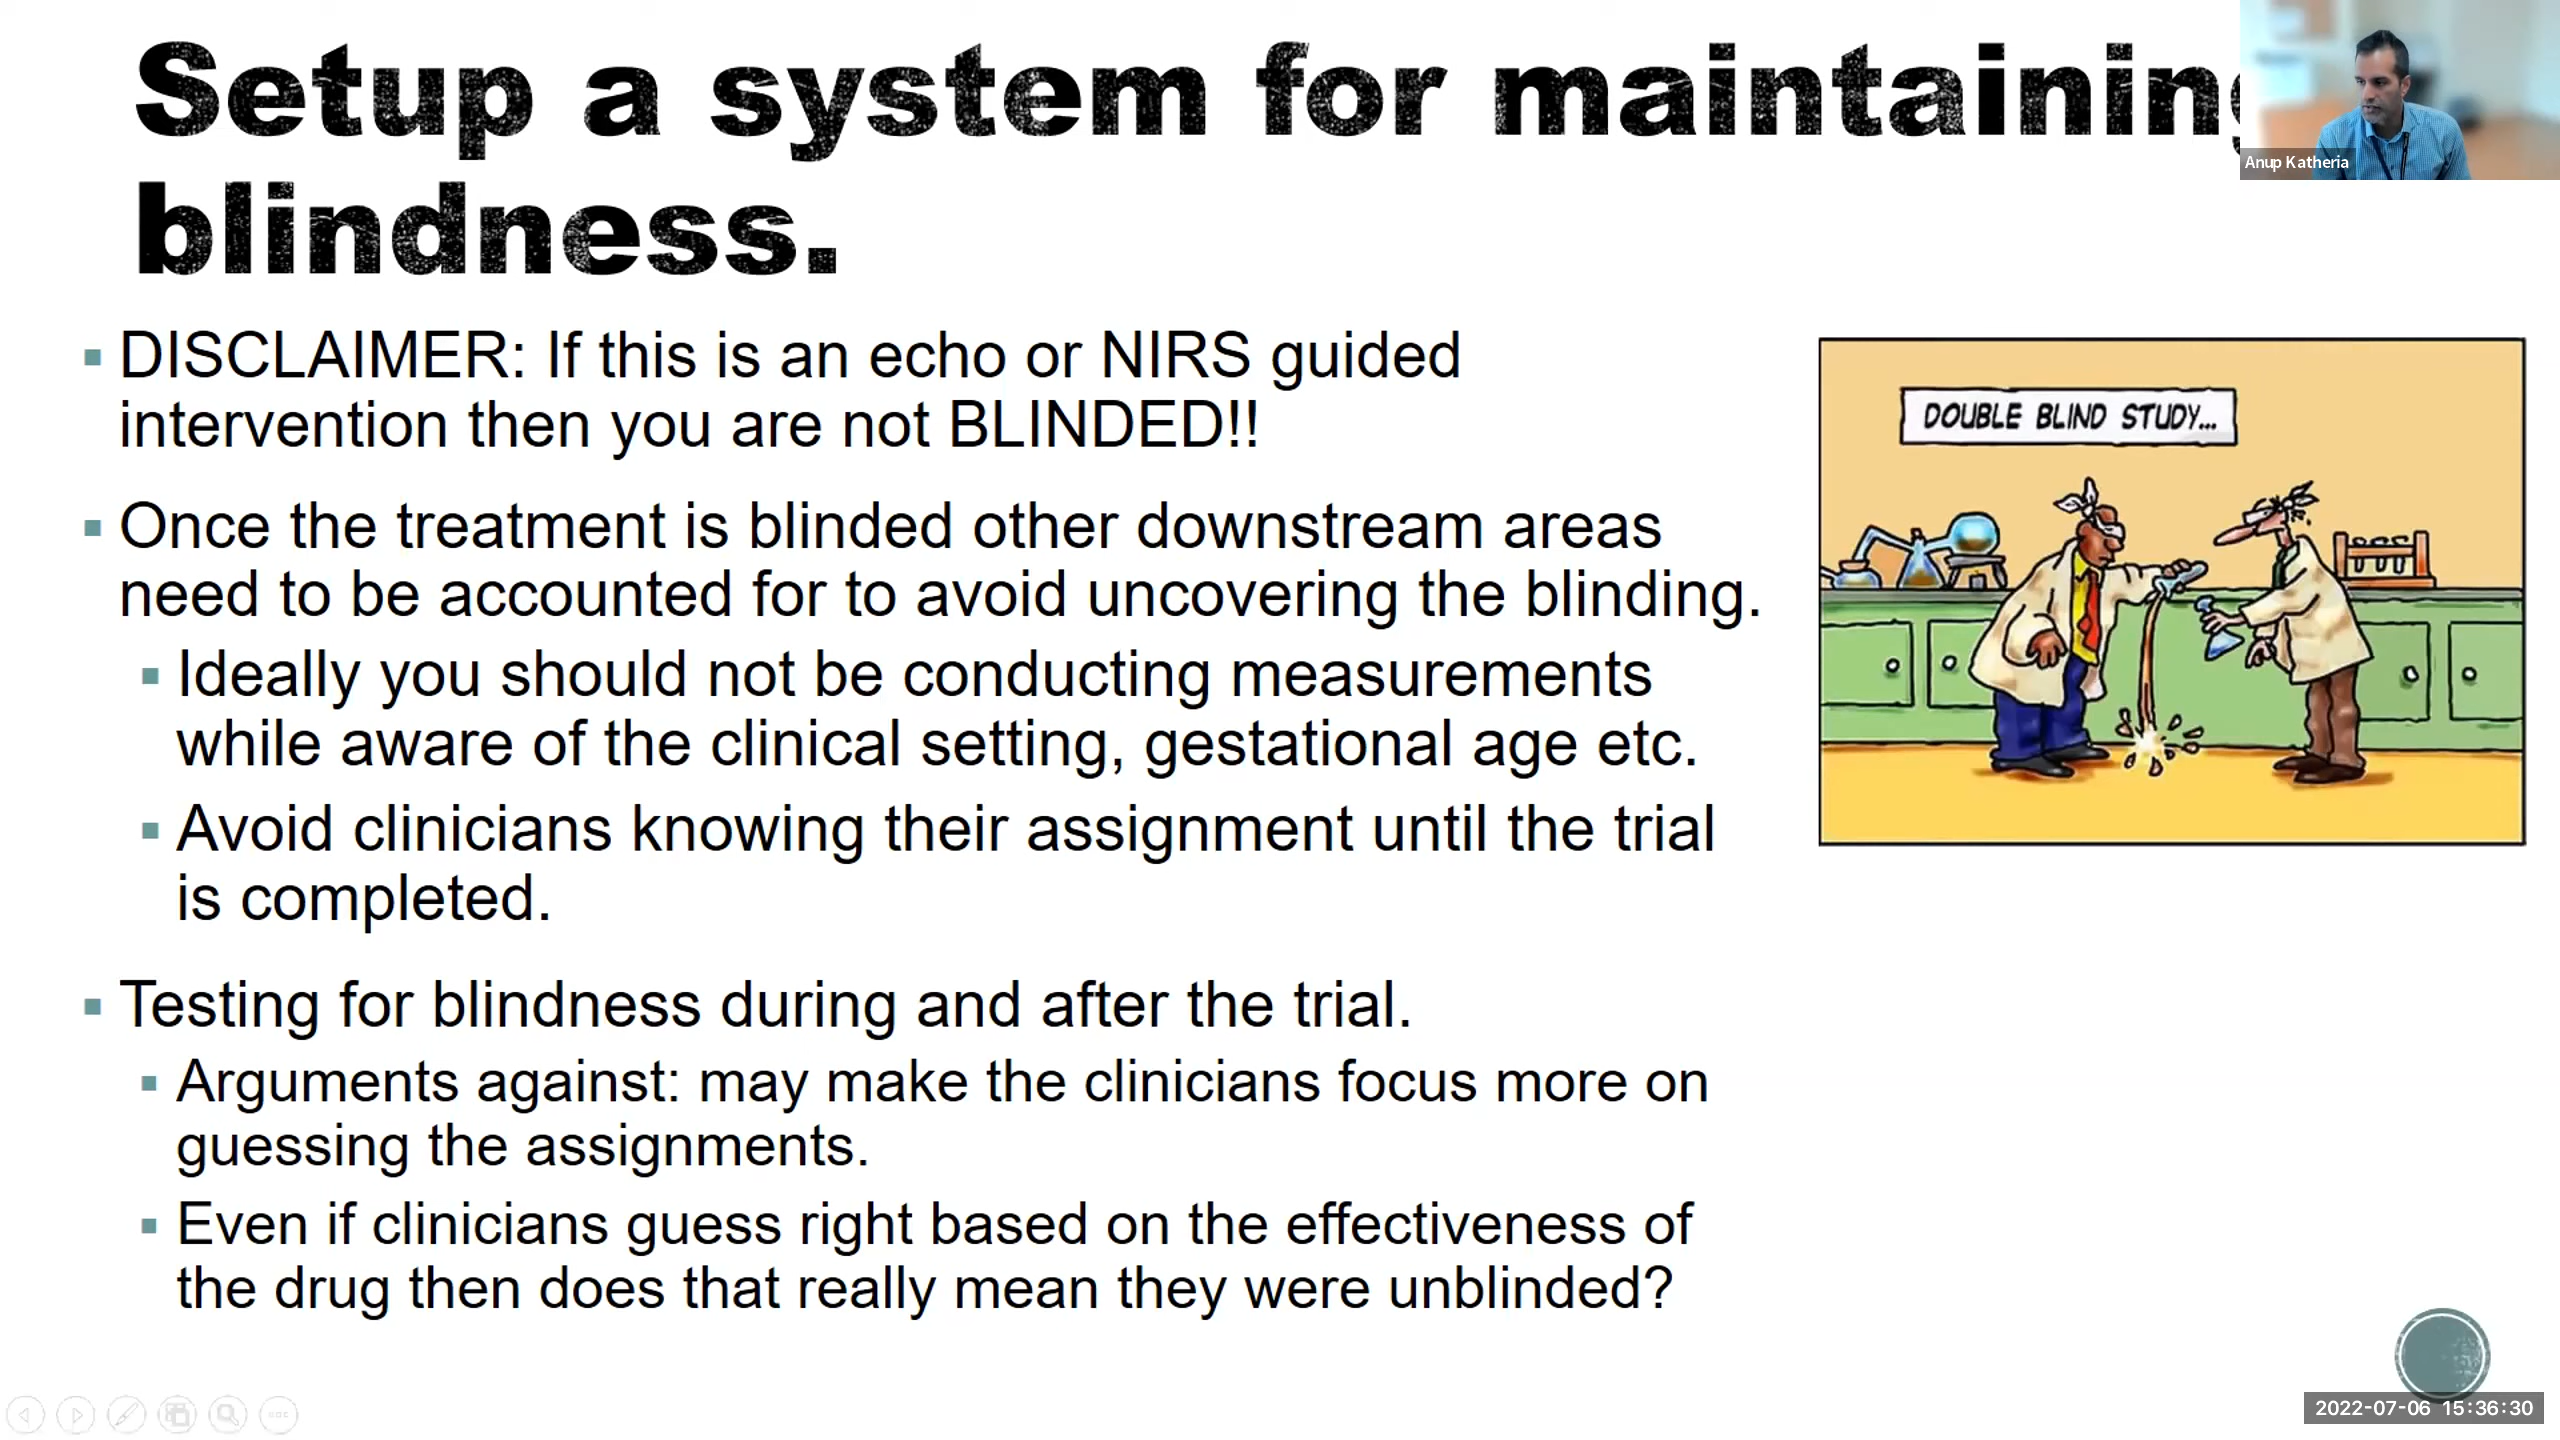 Setup a system for maintaining
blindness.
Anup Katheria
▪ DISCLAIMER: If this is an echo or NIRS guided
intervention then you are not BLINDED!!
▪ Once the treatment is blinded other downstream areas
need to be accounted for to avoid uncovering the blinding.
▪ Ideally you should not be conducting measurements
while aware of the clinical setting, gestational age etc.
▪ Avoid clinicians knowing their assignment until the trial
is completed.
▪ Testing for blindness during and after the trial.
▪ Arguments against: may make the clinicians focus more on
guessing the assignments.
▪ Even if clinicians guess right based on the effectiveness of
the drug then does that really mean they were unblinded?
DOUBLE BLIND STUDY...
2022-07-06 15:36:30